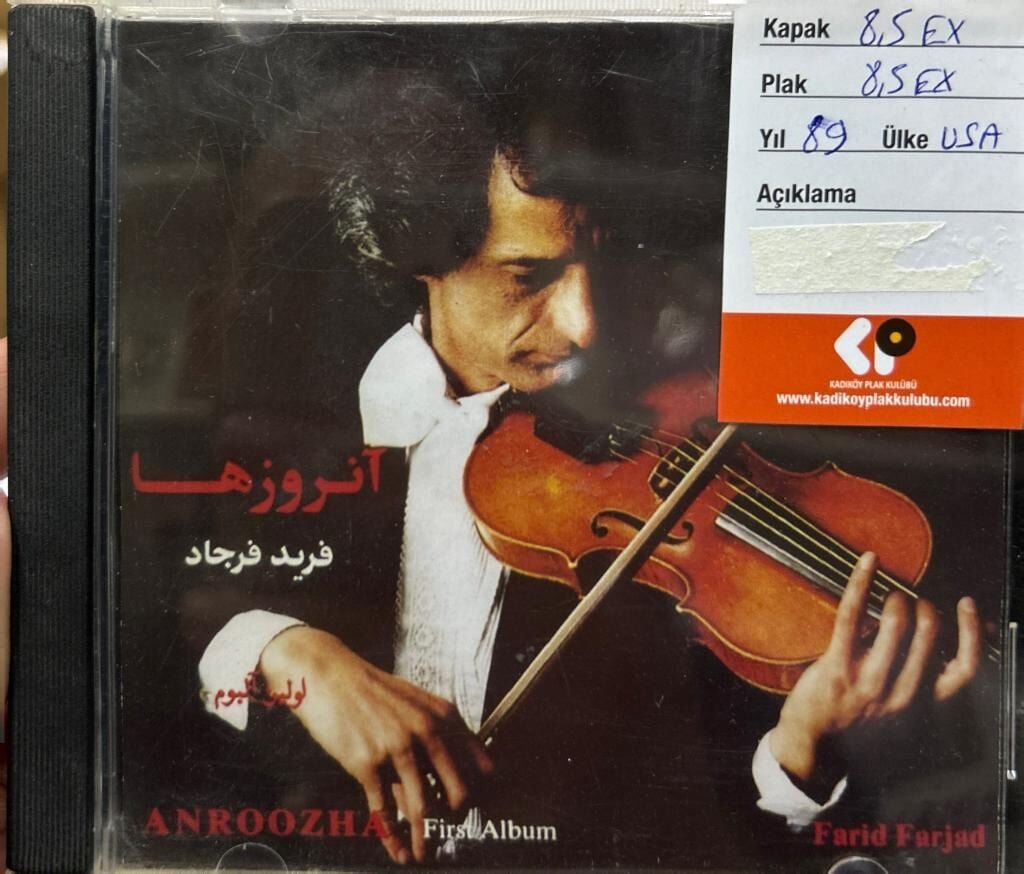 Kapak 8,5 EX
Plak 8,5 EX
Yıl 89 Ülke USA
Açıklama
KADIKÖY PLAK KULÜBÜ
www.kadikoyplakkulubu.com
آنروزها
فرید فرجاد
آلبوم
ANROOZHA First Album
Farid Farjad